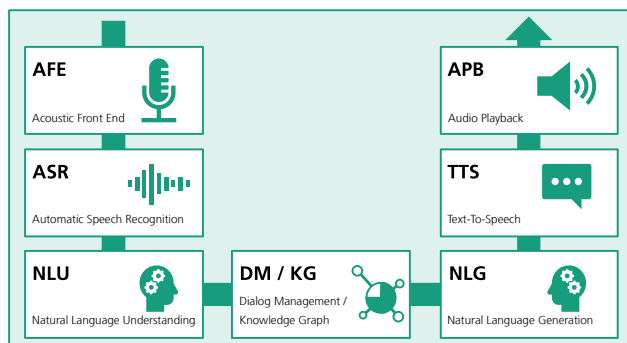 AFE
Acoustic Front End
ASR
Automatic Speech Recognition
NLU
Natural Language Understanding
DM / KG
Dialog Management /
Knowledge Graph
NLG
Natural Language Generation
TTS
Text-To-Speech
APB
Audio Playback